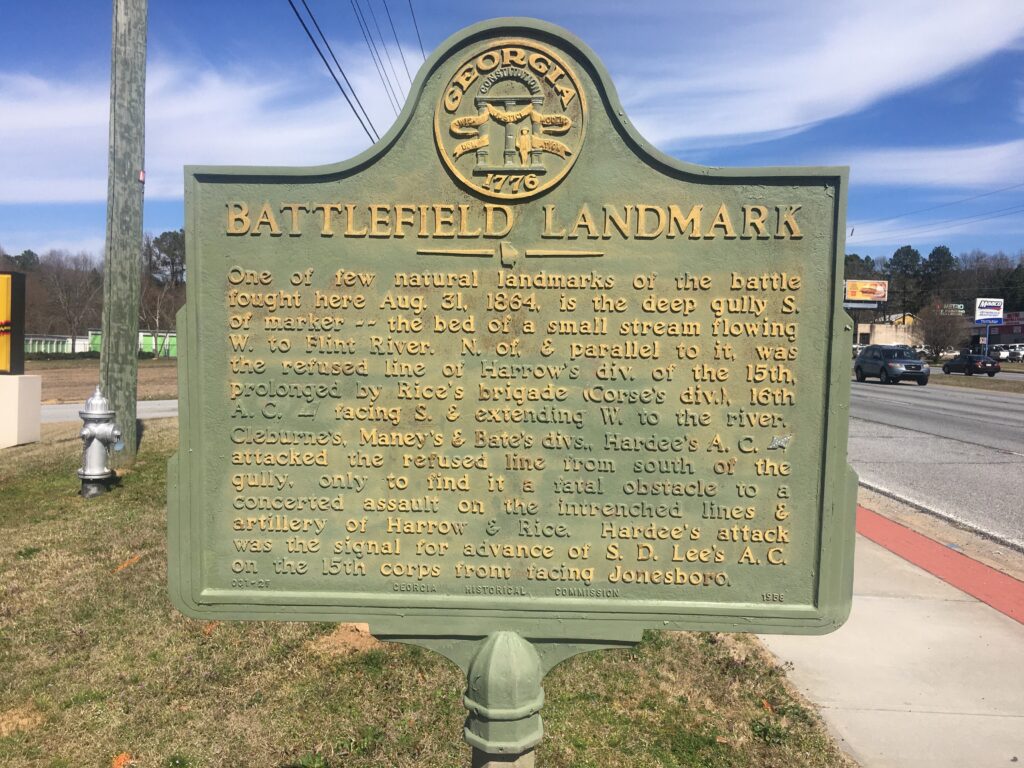 GEORGIA
CONSTITUTION
WISDOM JUSTICE MODERATION
1776
BATTLEFIELD LANDMARK
One of few natural landmarks of the battle
fought here Aug. 31, 1864, is the deep gully S.
of marker -- the bed of a small stream flowing
W. to Flint River. N. of, & parallel to it, was
the refused line of Harrow's div. of the 15th,
prolonged by Rice's brigade (Corse's div.), 16th
A. C. -- facing S. & extending W. to the river.
Cleburne's, Maney's & Bate's divs., Hardee's A. C.
attacked the refused line from south of the
gully, only to find it a fatal obstacle to a
concerted assault on the intrenched lines &
artillery of Harrow & Rice. Hardee's attack
was the signal for advance of S. D. Lee's A. C.
on the 15th corps front facing Jonesboro.
031-27 GEORGIA HISTORICAL COMMISSION 1958
METRO
Maaco